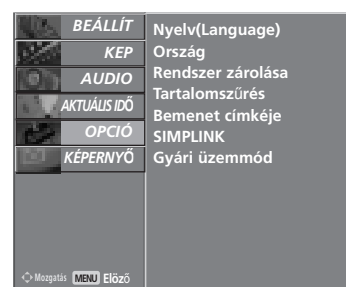 BEÁLLÍT
KEP
AUDIO
AKTUÁLIS IDŐ
OPCIÓ
KÉPERNYŐ
Nyelv(Language)
Ország
Rendszer zárolása
Tartalomszűrés
Bemenet címkéje
SIMPLINK
Gyári üzemmód
Mozgatás MENU Előző